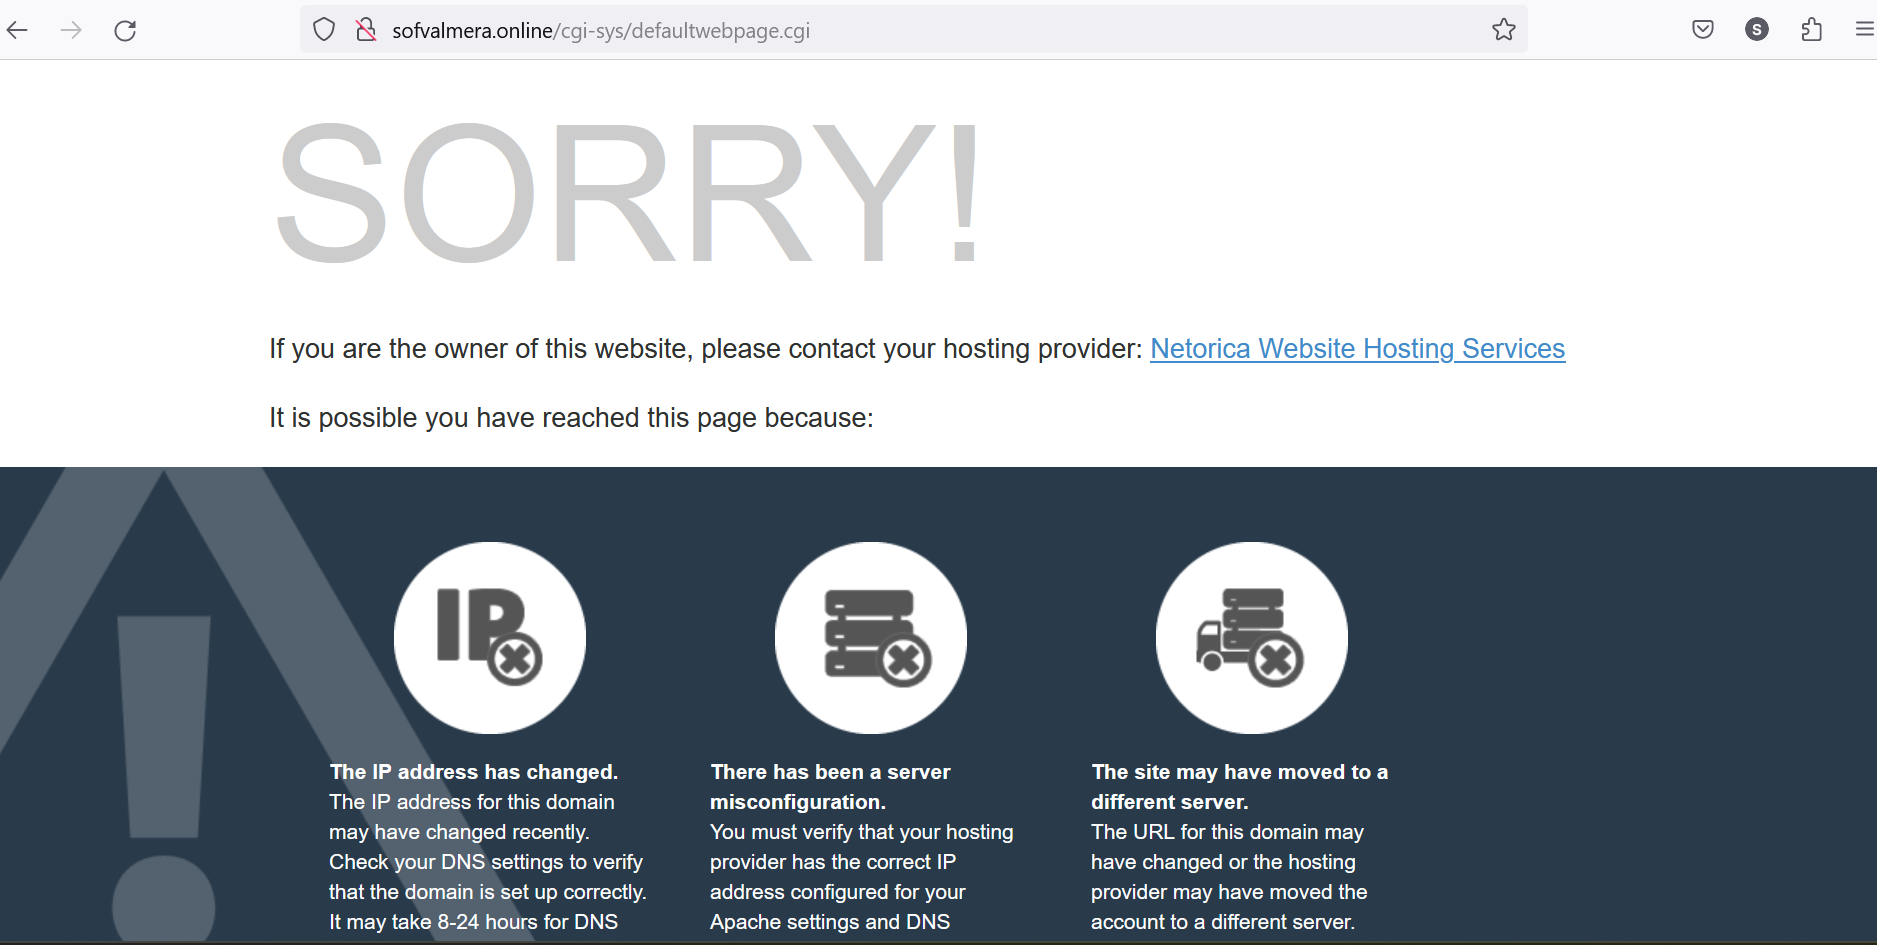 sofvalmera.online/cgi-sys/defaultwebpage.cgi
S
SORRY!
If you are the owner of this website, please contact your hosting provider: Netorica Website Hosting Services
It is possible you have reached this page because:
IP
The IP address has changed.
The IP address for this domain
may have changed recently.
Check your DNS settings to verify
that the domain is set up correctly.
It may take 8-24 hours for DNS
There has been a server
misconfiguration.
You must verify that your hosting
provider has the correct IP
address configured for your
Apache settings and DNS
The site may have moved to a
different server.
The URL for this domain may
have changed or the hosting
provider may have moved the
account to a different server.